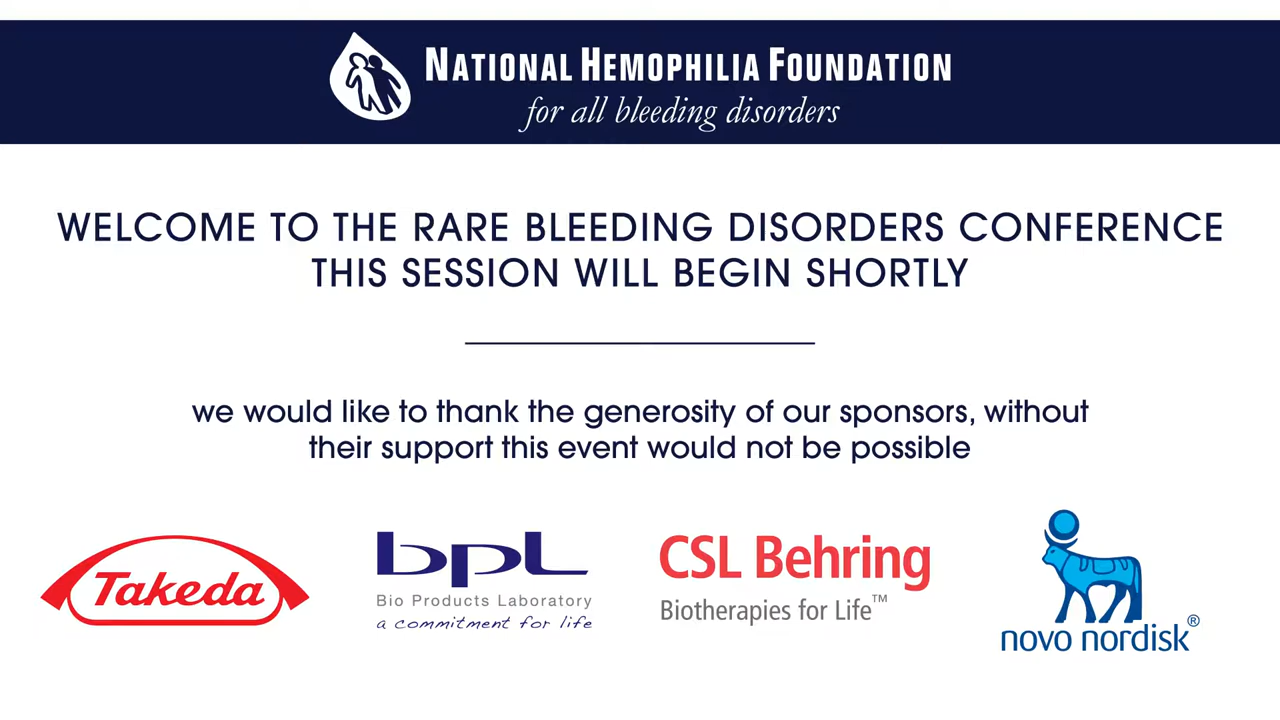 NATIONAL HEMOPHILIA FOUNDATION
for all bleeding disorders
WELCOME TO THE RARE BLEEDING DISORDERS CONFERENCE
THIS SESSION WILL BEGIN SHORTLY
we would like to thank the generosity of our sponsors, without
their support this event would not be possible
Takeda
bpl
Bio Products Laboratory
a commitment for life
CSL Behring
Biotherapies for Life™
novo nordisk®